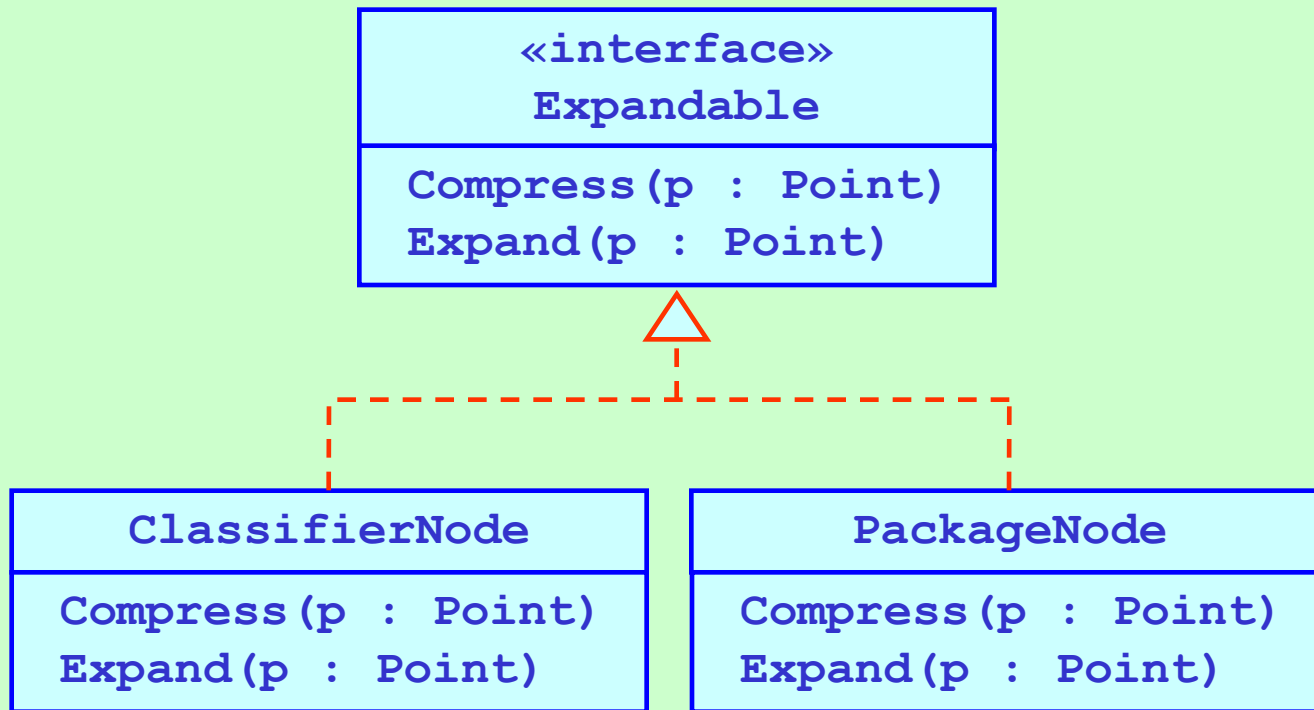 «interface»
Expandable
Compress(p : Point)
Expand(p : Point)
ClassifierNode
Compress(p : Point)
Expand(p : Point)
PackageNode
Compress(p : Point)
Expand(p : Point)